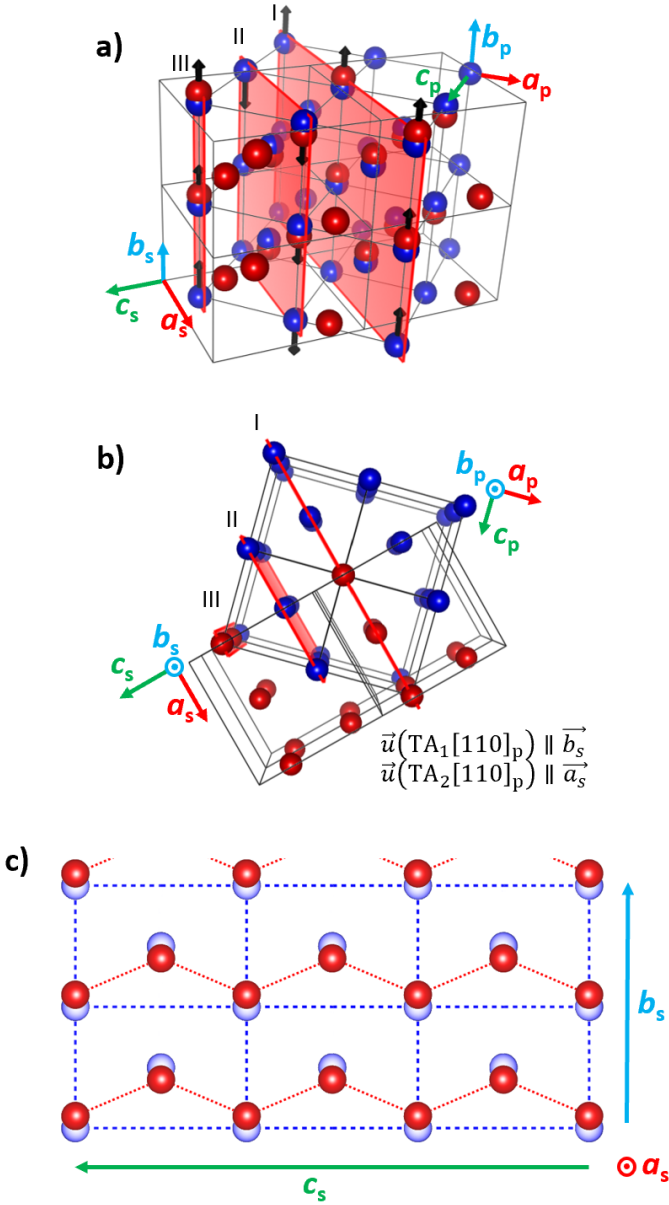 a)
I
II
III
b_p
c_p
a_p
b_s
c_s
a_s
b)
I
II
III
b_p
a_p
c_p
b_s
c_s
a_s
u⃗(TA₁[110]ₚ) ∥ b_s⃗
u⃗(TA₂[110]ₚ) ∥ a_s⃗
c)
b_s
a_s
c_s